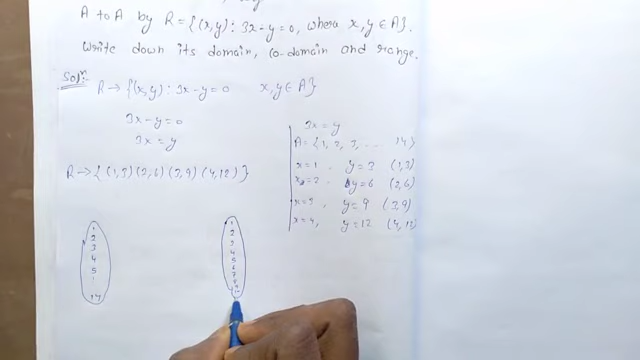 A to A by R = {(x,y) : 3x-y=0, where x,y ∈ A}.
Write down its domain, co-domain and range.
Soln.
R → {(x,y) : 3x-y=0 x,y ∈ A}
3x-y=0
3x = y
R → { (1,3) (2,6) (3,9) (4,12) }
3x = y
A = {1, 2, 3, ... 14}
x=1, y=3 (1,3)
x=2, y=6 (2,6)
x=3, y=9 (3,9)
x=4, y=12 (4,12)
1
2
3
4
5
14
1
2
3
4
5
6
7
8